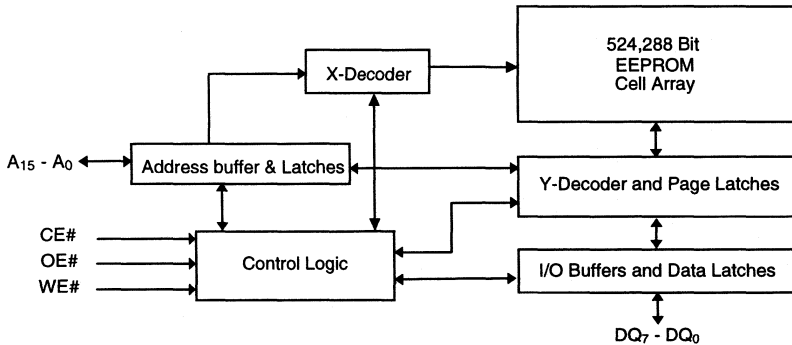 524,288 Bit
EEPROM
Cell Array
X-Decoder
A₁₅ - A₀
Address buffer & Latches
Y-Decoder and Page Latches
CE#
OE#
WE#
Control Logic
I/O Buffers and Data Latches
DQ₇ - DQ₀